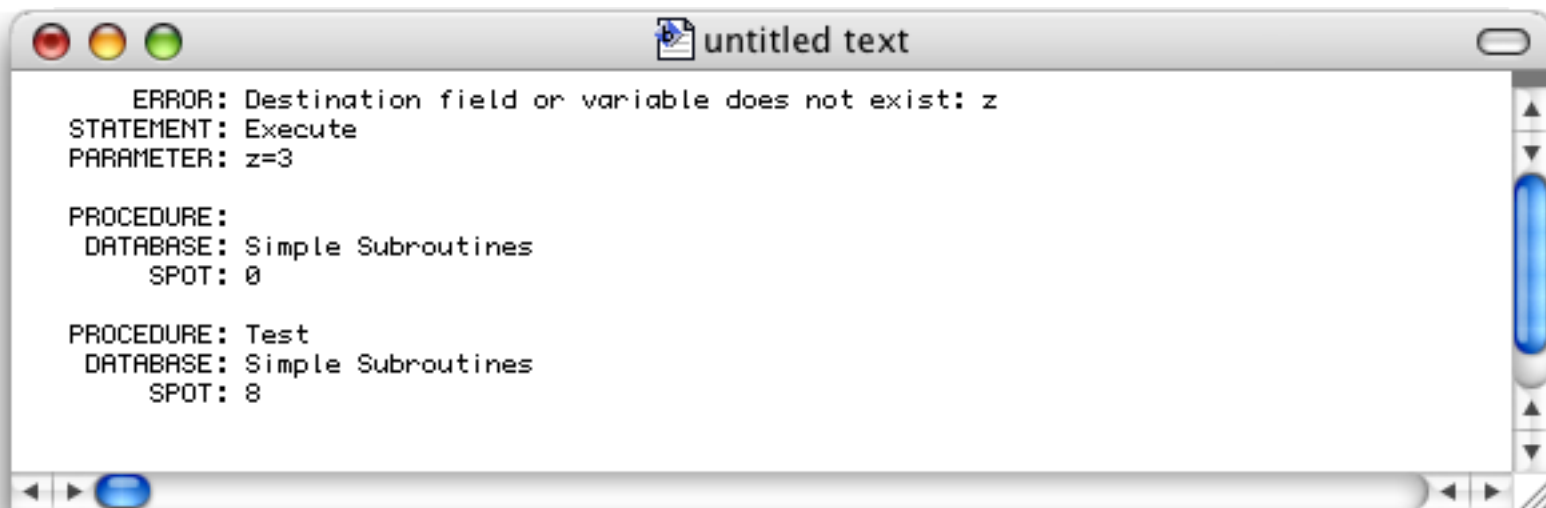 untitled text
ERROR: Destination field or variable does not exist: z
STATEMENT: Execute
PARAMETER: z=3
PROCEDURE:
DATABASE: Simple Subroutines
SPOT: 0
PROCEDURE: Test
DATABASE: Simple Subroutines
SPOT: 8